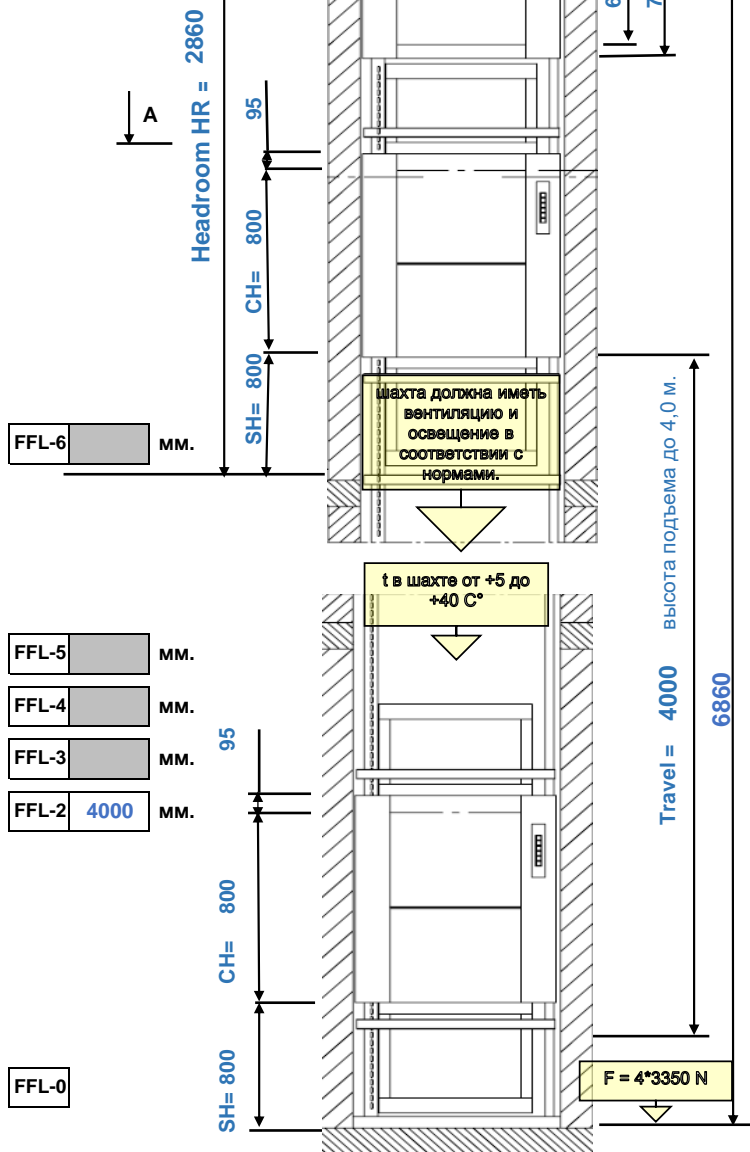 6
7
A
Headroom HR = 2860
95
CH= 800
SH= 800
шахта должна иметь
вентиляцию и
освещение в
соответствии с
нормами.
FFL-6 мм.
t в шахте от +5 до
+40 C°
FFL-5 мм.
FFL-4 мм.
FFL-3 мм.
FFL-2 4000 мм.
95
CH= 800
SH= 800
Travel = 4000 высота подъема до 4,0 м.
6860
FFL-0
F = 4*3350 N